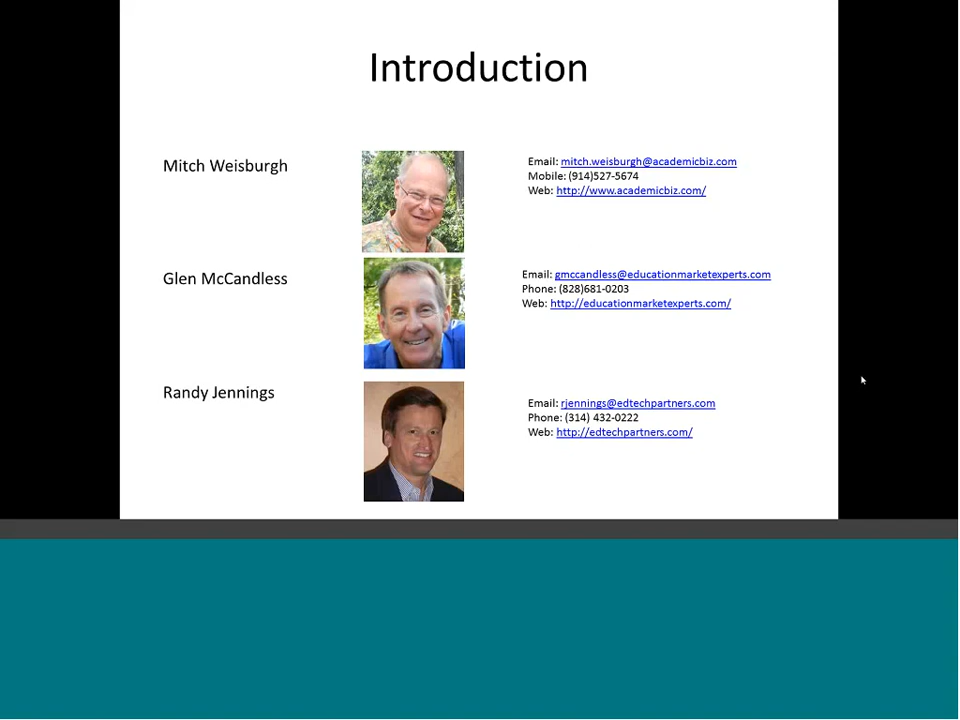 Introduction
Mitch Weisburgh
Email: mitch.weisburgh@academicbiz.com
Mobile: (914)527-5674
Web: http://www.academicbiz.com/
Glen McCandless
Email: gmccandless@educationmarketexperts.com
Phone: (828)681-0203
Web: http://educationmarketexperts.com/
Randy Jennings
Email: rjennings@edtechpartners.com
Phone: (314) 432-0222
Web: http://edtechpartners.com/